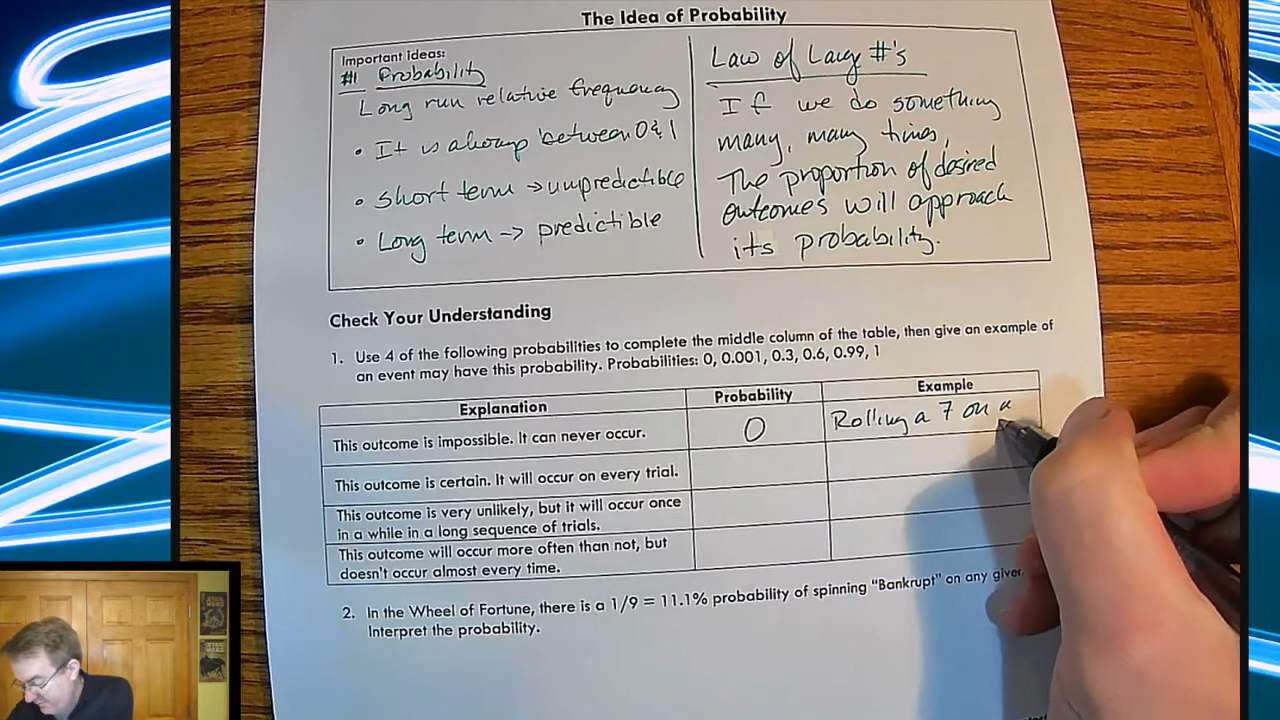 The Idea of Probability
Important ideas:
#1 Probability
Long run relative frequency
• It is always between 0 & 1
• short term → unpredictible
• Long term → predictible
Law of Large #'s
If we do something
many, many times,
The proportion of desired
outcomes will approach
its probability.
Check Your Understanding
1. Use 4 of the following probabilities to complete the middle column of the table, then give an example of
an event may have this probability. Probabilities: 0, 0.001, 0.3, 0.6, 0.99, 1
Explanation Probability Example
This outcome is impossible. It can never occur. 0 Rolling a 7 on a
This outcome is certain. It will occur on every trial.
This outcome is very unlikely, but it will occur once
in a while in a long sequence of trials.
This outcome will occur more often than not, but
doesn't occur almost every time.
2. In the Wheel of Fortune, there is a 1/9 = 11.1% probability of spinning "Bankrupt" on any given
Interpret the probability.
STAR
WARS